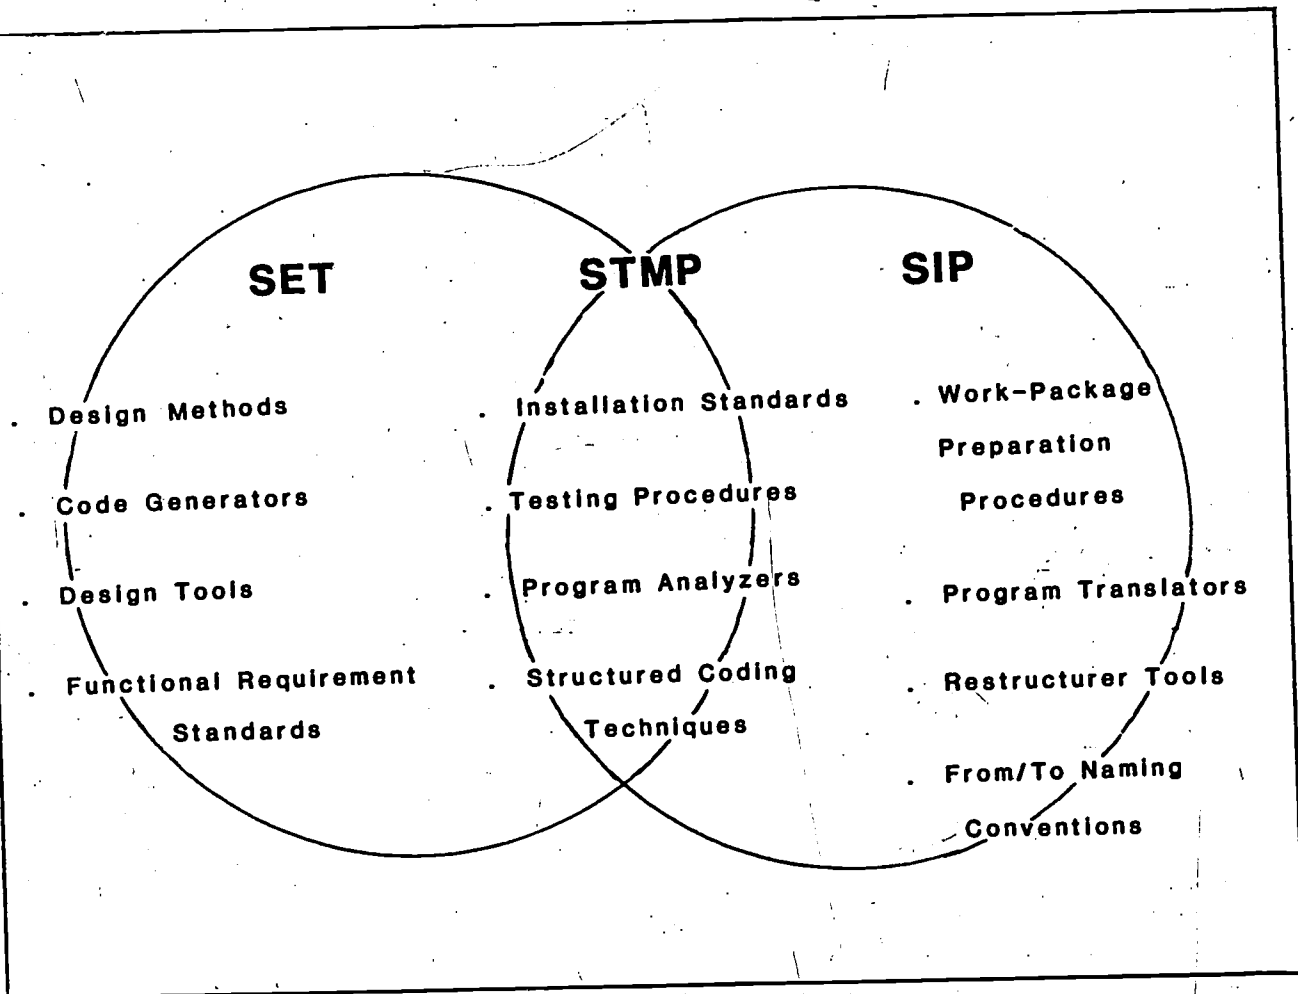 SET
STMP
SIP
. Design Methods
. Code Generators
. Design Tools
. Functional Requirement
Standards
. Installation Standards
. Testing Procedures
. Program Analyzers
. Structured Coding
Techniques
. Work-Package
Preparation
Procedures
. Program Translators
. Restructurer Tools
. From/To Naming
Conventions